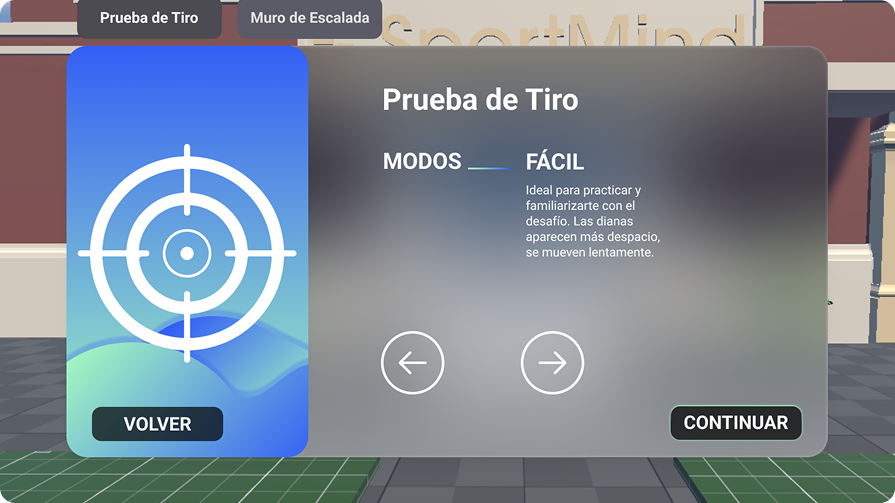 Prueba de Tiro
Muro de Escalada
SportMind
Prueba de Tiro
MODOS
FÁCIL
Ideal para practicar y
familiarizarte con el
desafío. Las dianas
aparecen más despacio,
se mueven lentamente.
VOLVER
CONTINUAR